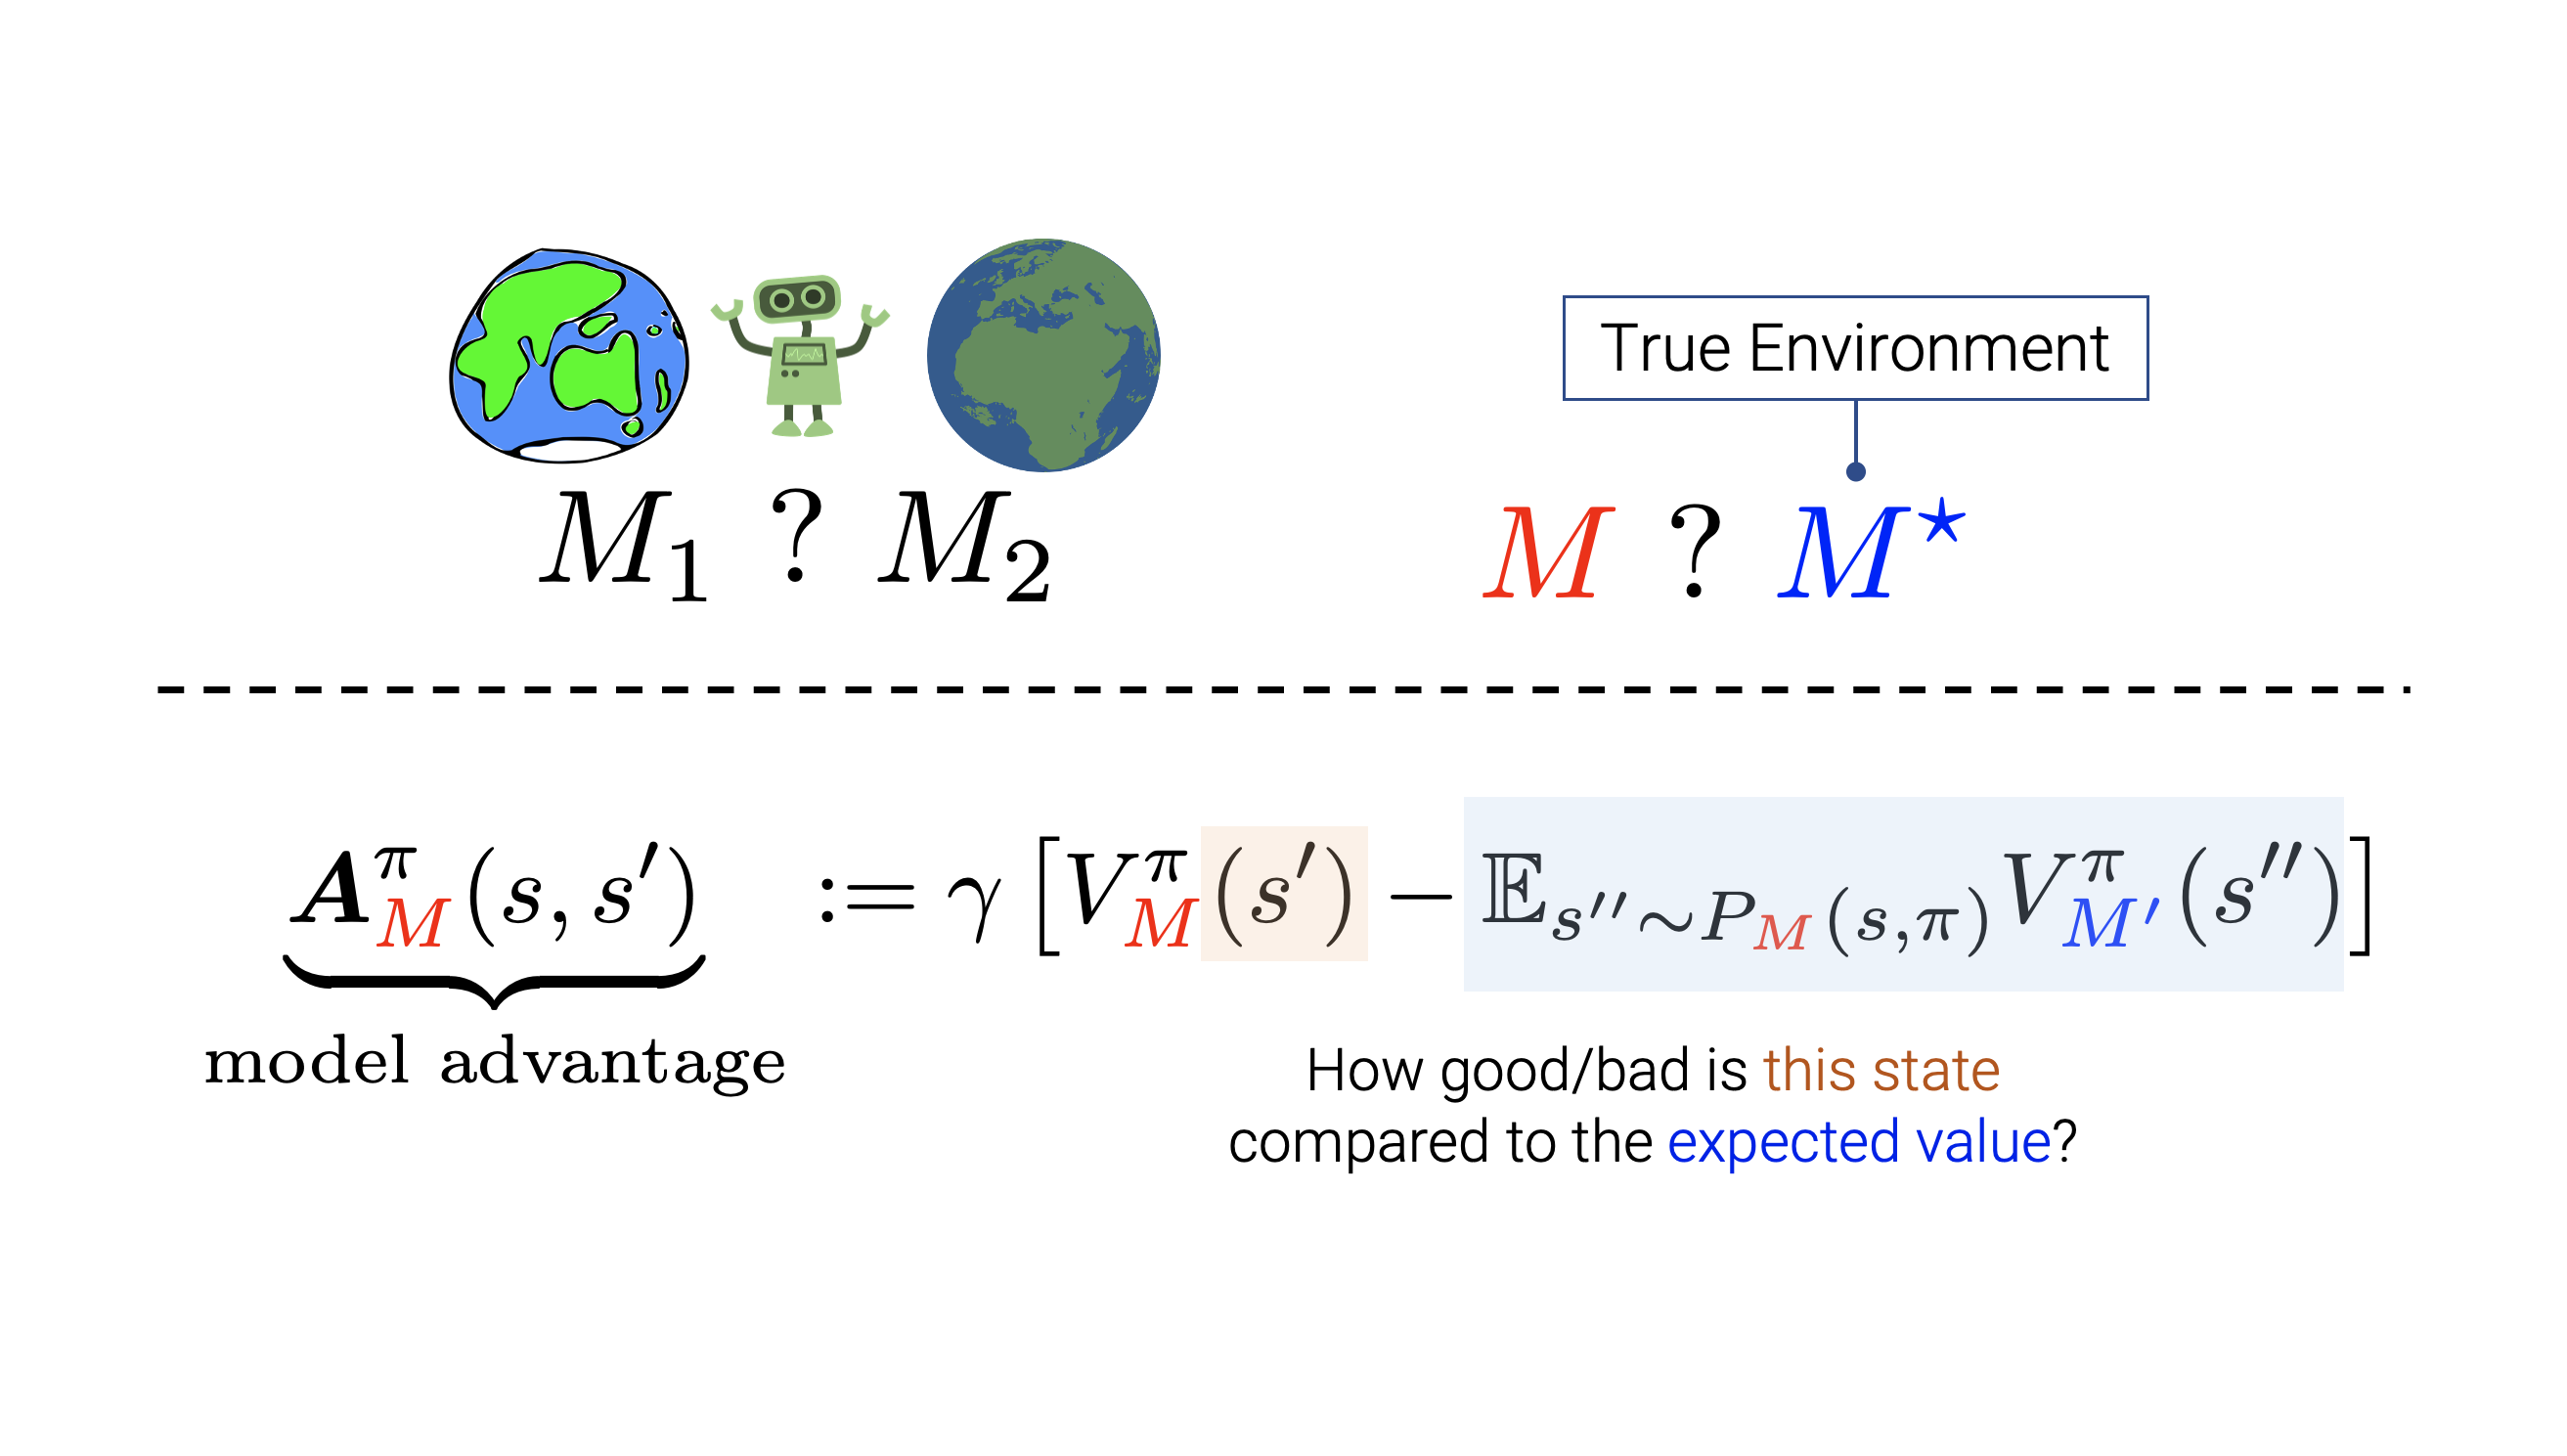 True Environment
M₁ ? M₂
M ? M⋆
A^π_M(s, s′) := γ [V^π_M(s′) − 𝔼_{s″∼P_M(s,π)} V^π_{M′}(s″)]
model advantage
How good/bad is this state
compared to the expected value?